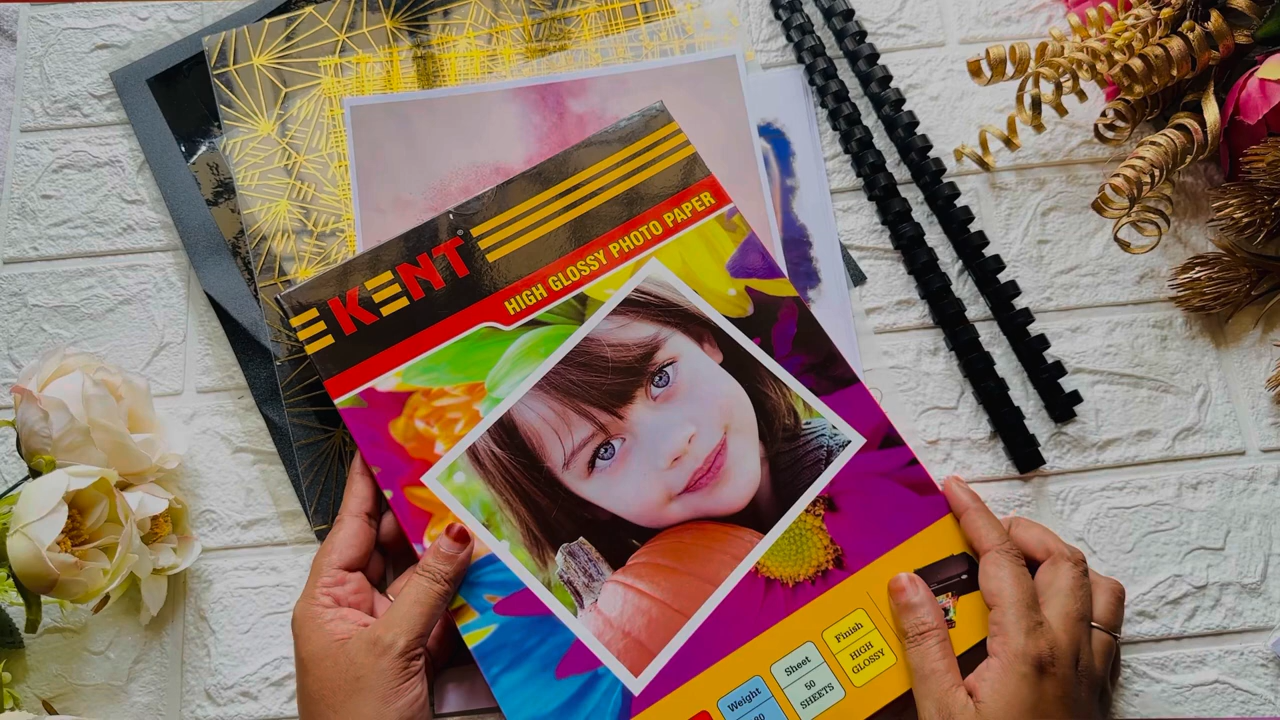 KENT
HIGH GLOSSY PHOTO PAPER
Finish
HIGH
GLOSSY
Sheet
50
SHEETS
Weight